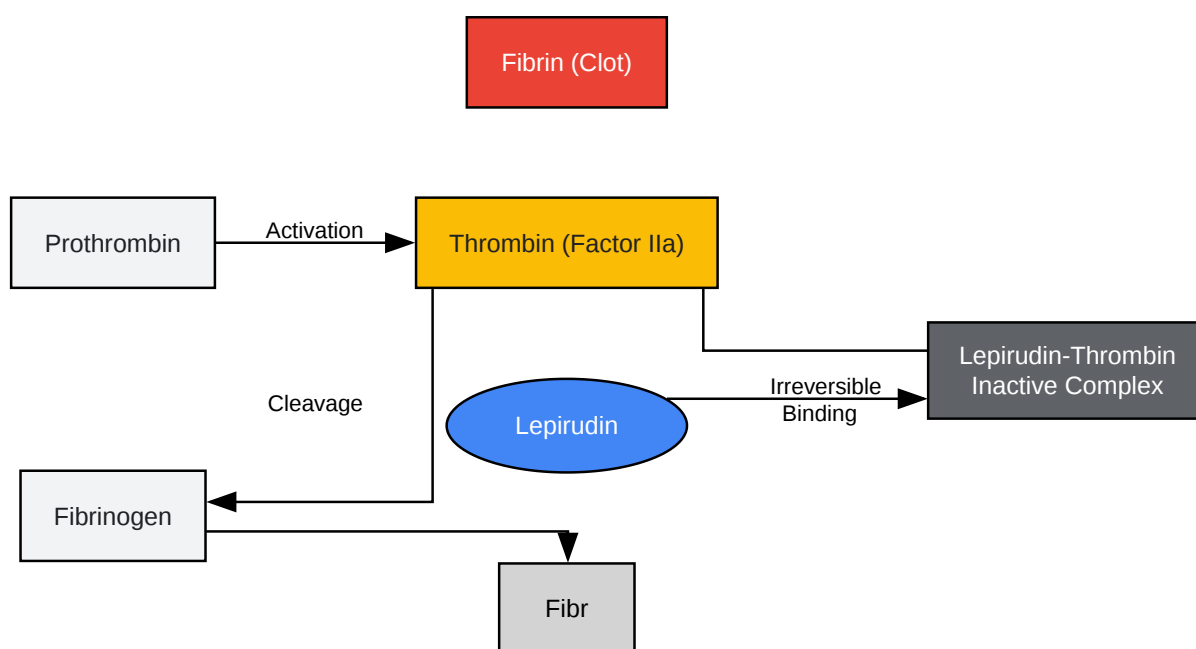 Fibrin (Clot)
Prothrombin
Activation
Thrombin (Factor IIa)
Lepirudin-Thrombin
Inactive Complex
Irreversible
Binding
Cleavage
Lepirudin
Fibrinogen
Fibr